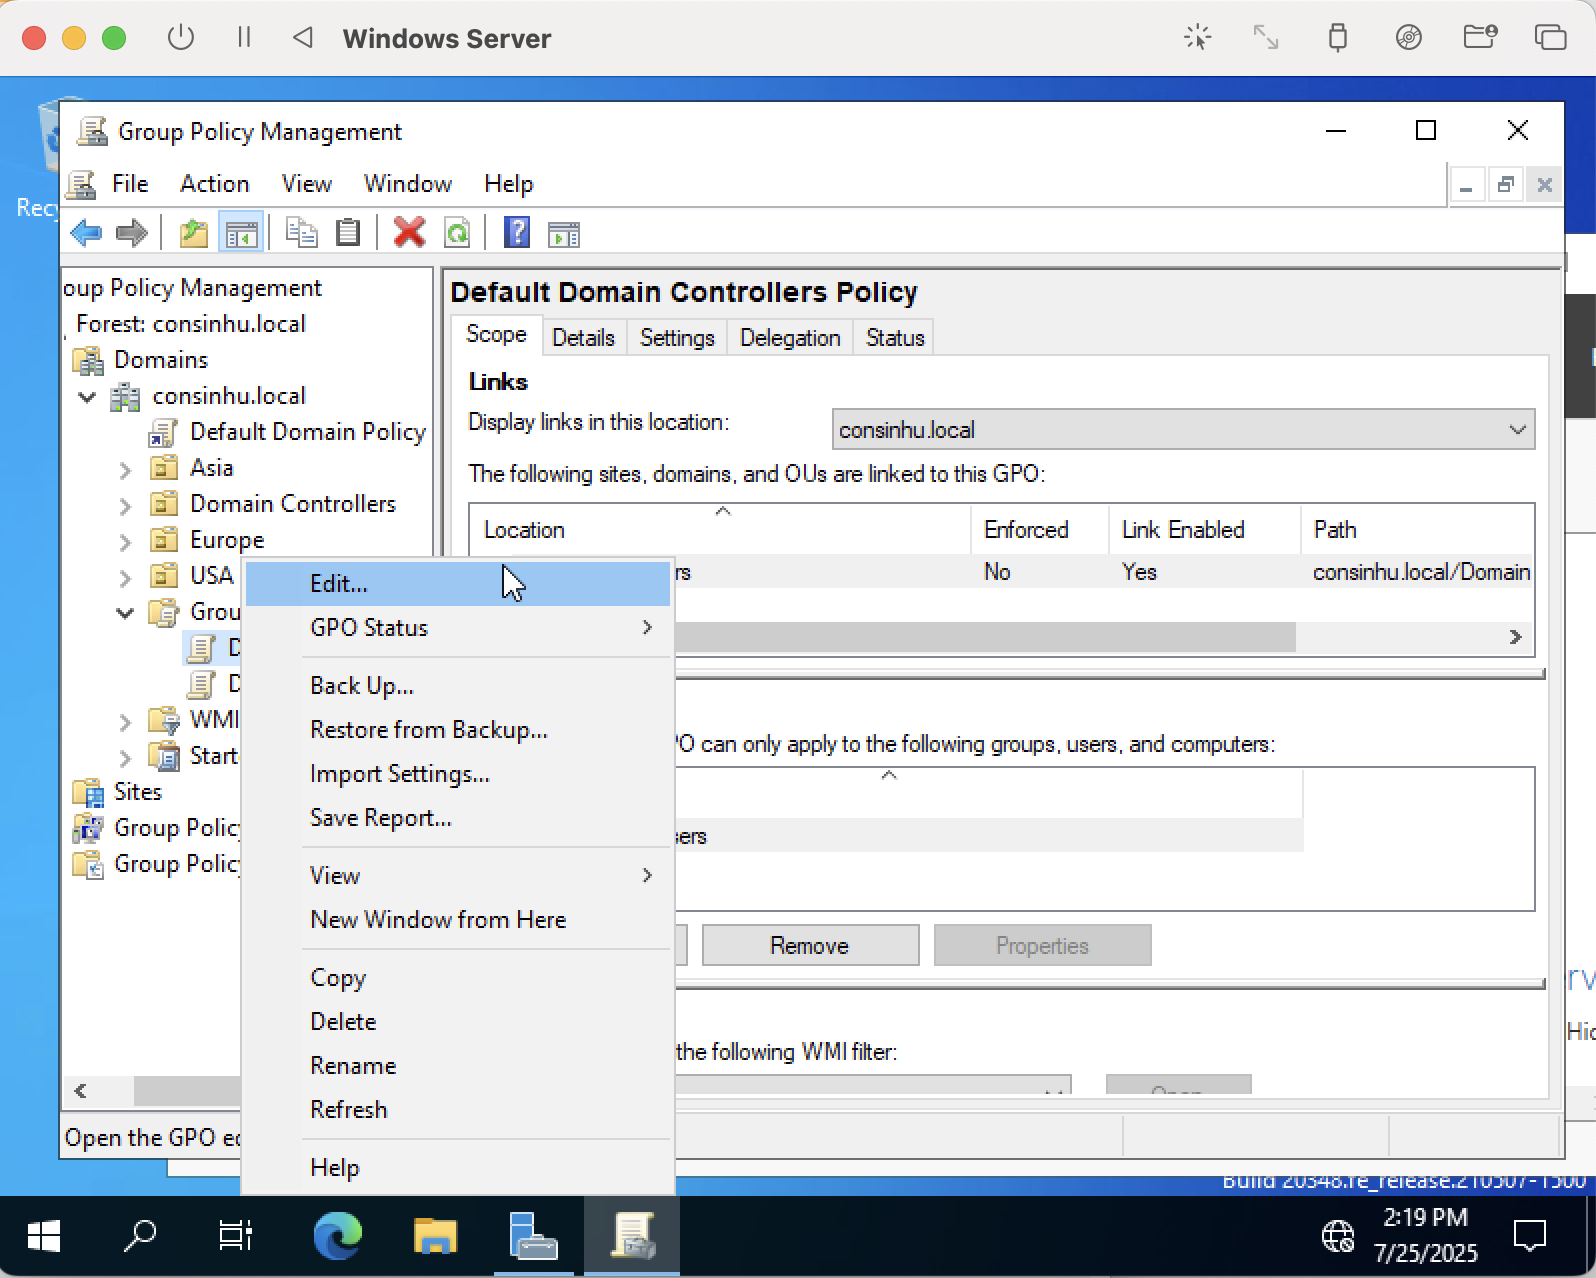 Windows Server
Group Policy Management
File Action View Window Help
oup Policy Management
Forest: consinhu.local
Domains
consinhu.local
Default Domain Policy
Asia
Domain Controllers
Europe
USA
Grou
D
D
WMI
Start
Sites
Group Polic
Group Polic
Open the GPO e
Default Domain Controllers Policy
Scope Details Settings Delegation Status
Links
Display links in this location: consinhu.local
The following sites, domains, and OUs are linked to this GPO:
Location Enforced Link Enabled Path
rs No Yes consinhu.local/Domain
O can only apply to the following groups, users, and computers:
sers
Remove Properties
the following WMI filter:
Open
Edit...
GPO Status
Back Up...
Restore from Backup...
Import Settings...
Save Report...
View
New Window from Here
Copy
Delete
Rename
Refresh
Help
Recy
rv
Hid
Build 20348.fe_release.210507-1500
2:19 PM
7/25/2025